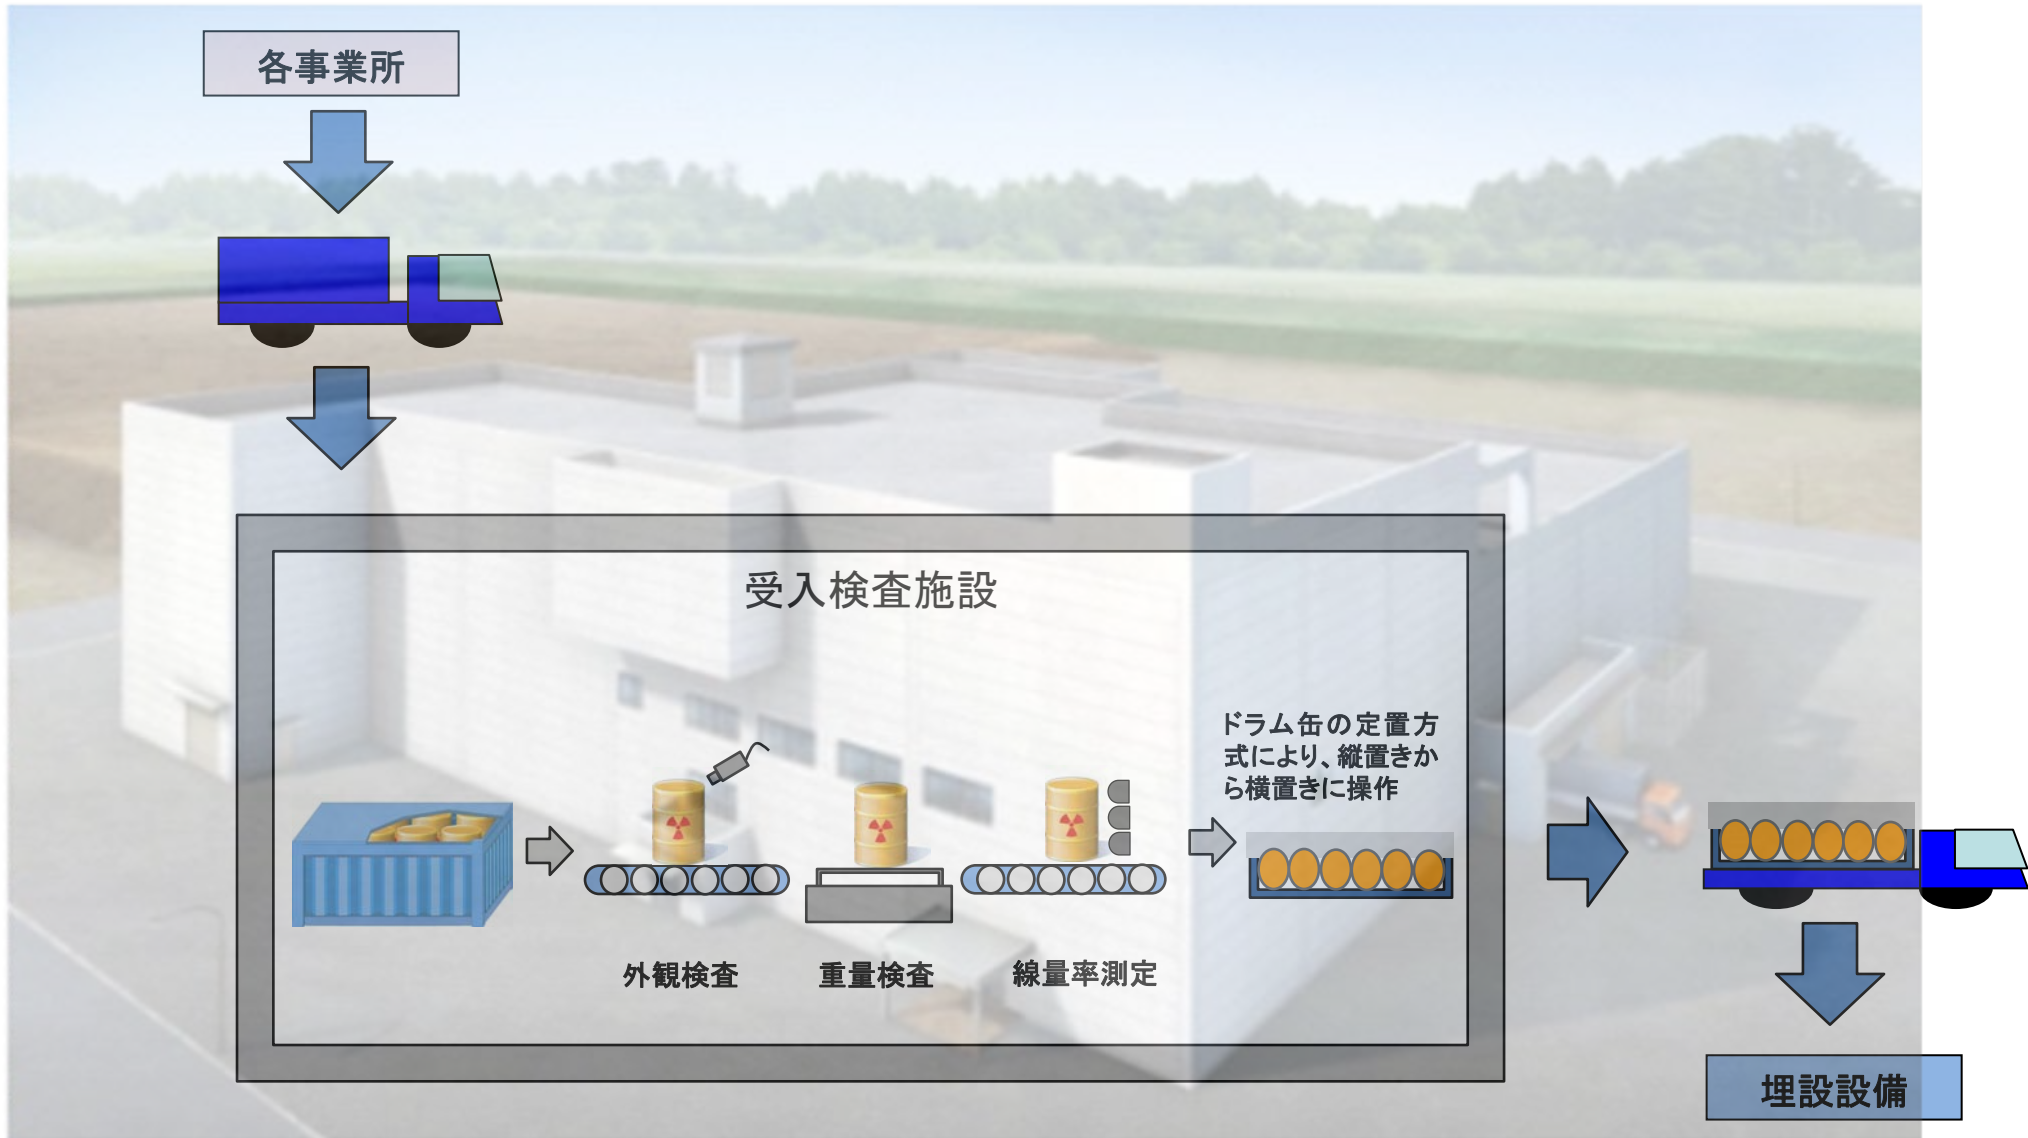 各事業所
受入検査施設
ドラム缶の定置方
式により、縦置きか
ら横置きに操作
外観検査
重量検査
線量率測定
埋設設備